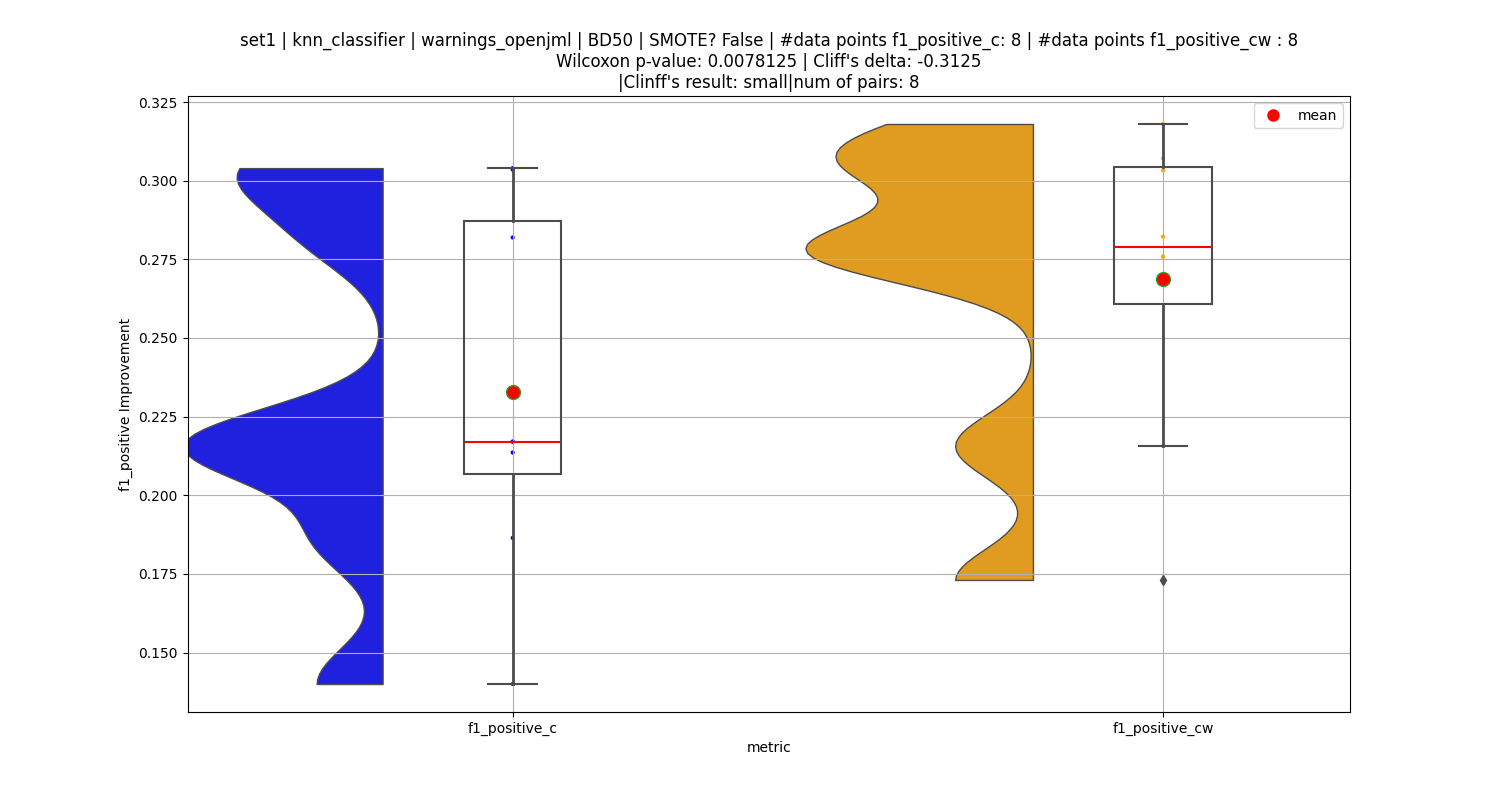 set1 | knn_classifier | warnings_openjml | BD50 | SMOTE? False | #data points f1_positive_c: 8 | #data points f1_positive_cw : 8
Wilcoxon p-value: 0.0078125 | Cliff's delta: -0.3125
|Clinff's result: small|num of pairs: 8
mean
0.325
0.300
0.275
0.250
0.225
0.200
0.175
0.150
f1_positive Improvement
f1_positive_c
f1_positive_cw
metric